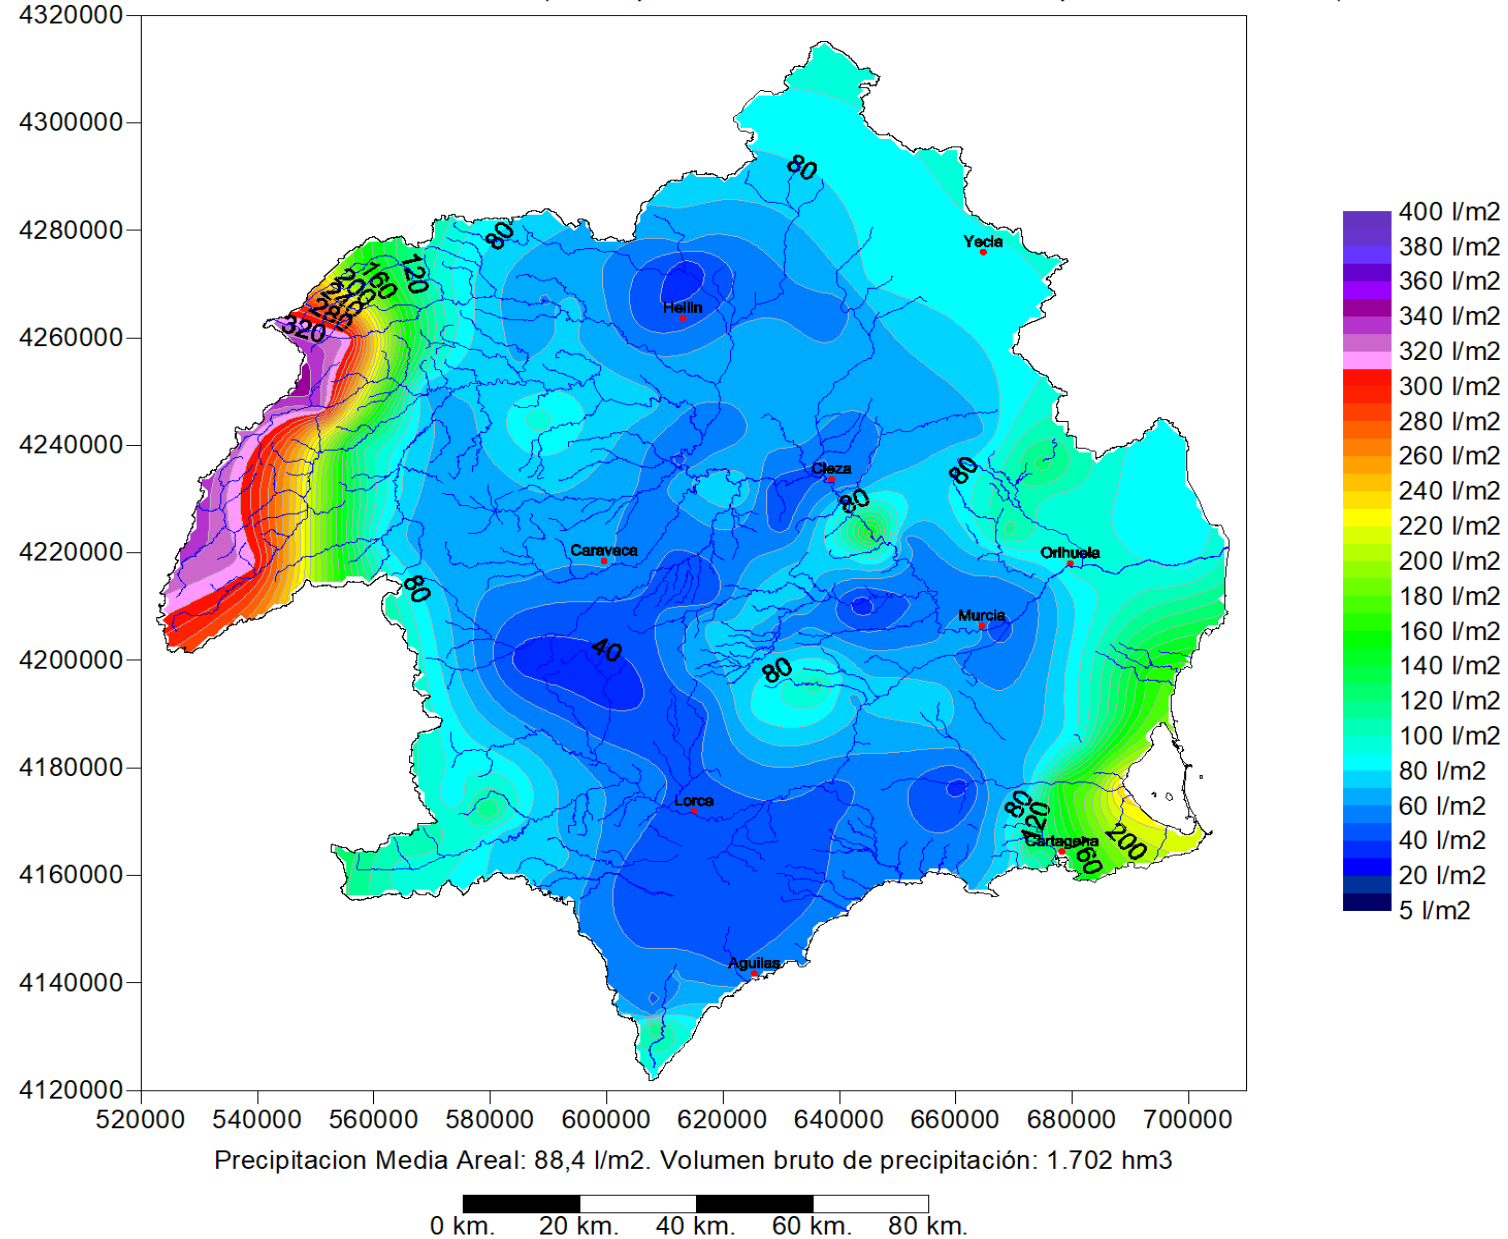 4320000
4300000
4280000
4260000
4240000
4220000
4200000
4180000
4160000
4140000
4120000
520000 540000 560000 580000 600000 620000 640000 660000 680000 700000
80
Yecla
80
120
160
200
240
280
320
Hellin
Cieza
80
80
Caravaca
Orihuela
80
Murcia
40
80
Lorca
80
120
Cartagena
200
60
Aguilas
400 l/m2
380 l/m2
360 l/m2
340 l/m2
320 l/m2
300 l/m2
280 l/m2
260 l/m2
240 l/m2
220 l/m2
200 l/m2
180 l/m2
160 l/m2
140 l/m2
120 l/m2
100 l/m2
80 l/m2
60 l/m2
40 l/m2
20 l/m2
5 l/m2
Precipitacion Media Areal: 88,4 l/m2. Volumen bruto de precipitación: 1.702 hm3
0 km. 20 km. 40 km. 60 km. 80 km.